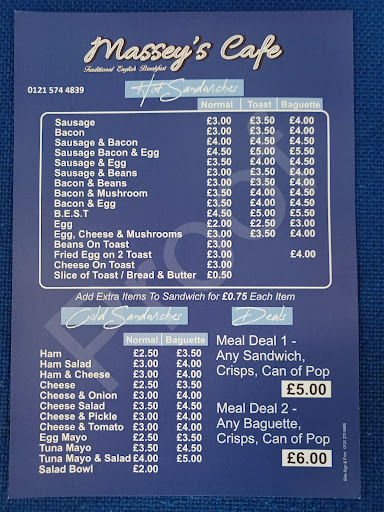 Massey's Cafe
Traditional English Breakfast
0121 574 4839
Hot Sandwiches
Normal Toast Baguette
Sausage £3.00 £3.50 £4.00
Bacon £3.00 £3.50 £4.00
Sausage & Bacon £4.00 £4.50 £4.50
Sausage Bacon & Egg £4.50 £5.00 £5.50
Sausage & Egg £3.50 £4.00 £4.50
Sausage & Beans £3.00 £3.50 £4.00
Bacon & Beans £3.00 £3.50 £4.00
Bacon & Mushroom £3.50 £4.00 £4.50
Bacon & Egg £3.50 £4.00 £4.50
B.E.S.T £4.50 £5.00 £5.50
Egg £2.00 £2.50 £3.00
Egg, Cheese & Mushrooms £3.00 £3.50 £4.00
Beans On Toast £3.00
Fried Egg on 2 Toast £3.00 £4.00
Cheese On Toast £3.00
Slice of Toast / Bread & Butter £0.50
Add Extra Items To Sandwich for £0.75 Each Item
Cold Sandwiches
Normal Baguette
Ham £2.50 £3.50
Ham Salad £3.00 £4.00
Ham & Cheese £3.00 £4.00
Cheese £2.50 £3.50
Cheese & Onion £3.00 £4.00
Cheese Salad £3.50 £4.50
Cheese & Pickle £3.00 £4.00
Cheese & Tomato £3.00 £4.00
Egg Mayo £2.50 £3.50
Tuna Mayo £3.50 £4.50
Tuna Mayo & Salad £4.00 £5.00
Salad Bowl £2.00
Deals
Meal Deal 1 -
Any Sandwich,
Crisps, Can of Pop
£5.00
Meal Deal 2 -
Any Baguette,
Crisps, Can of Pop
£6.00
Proof